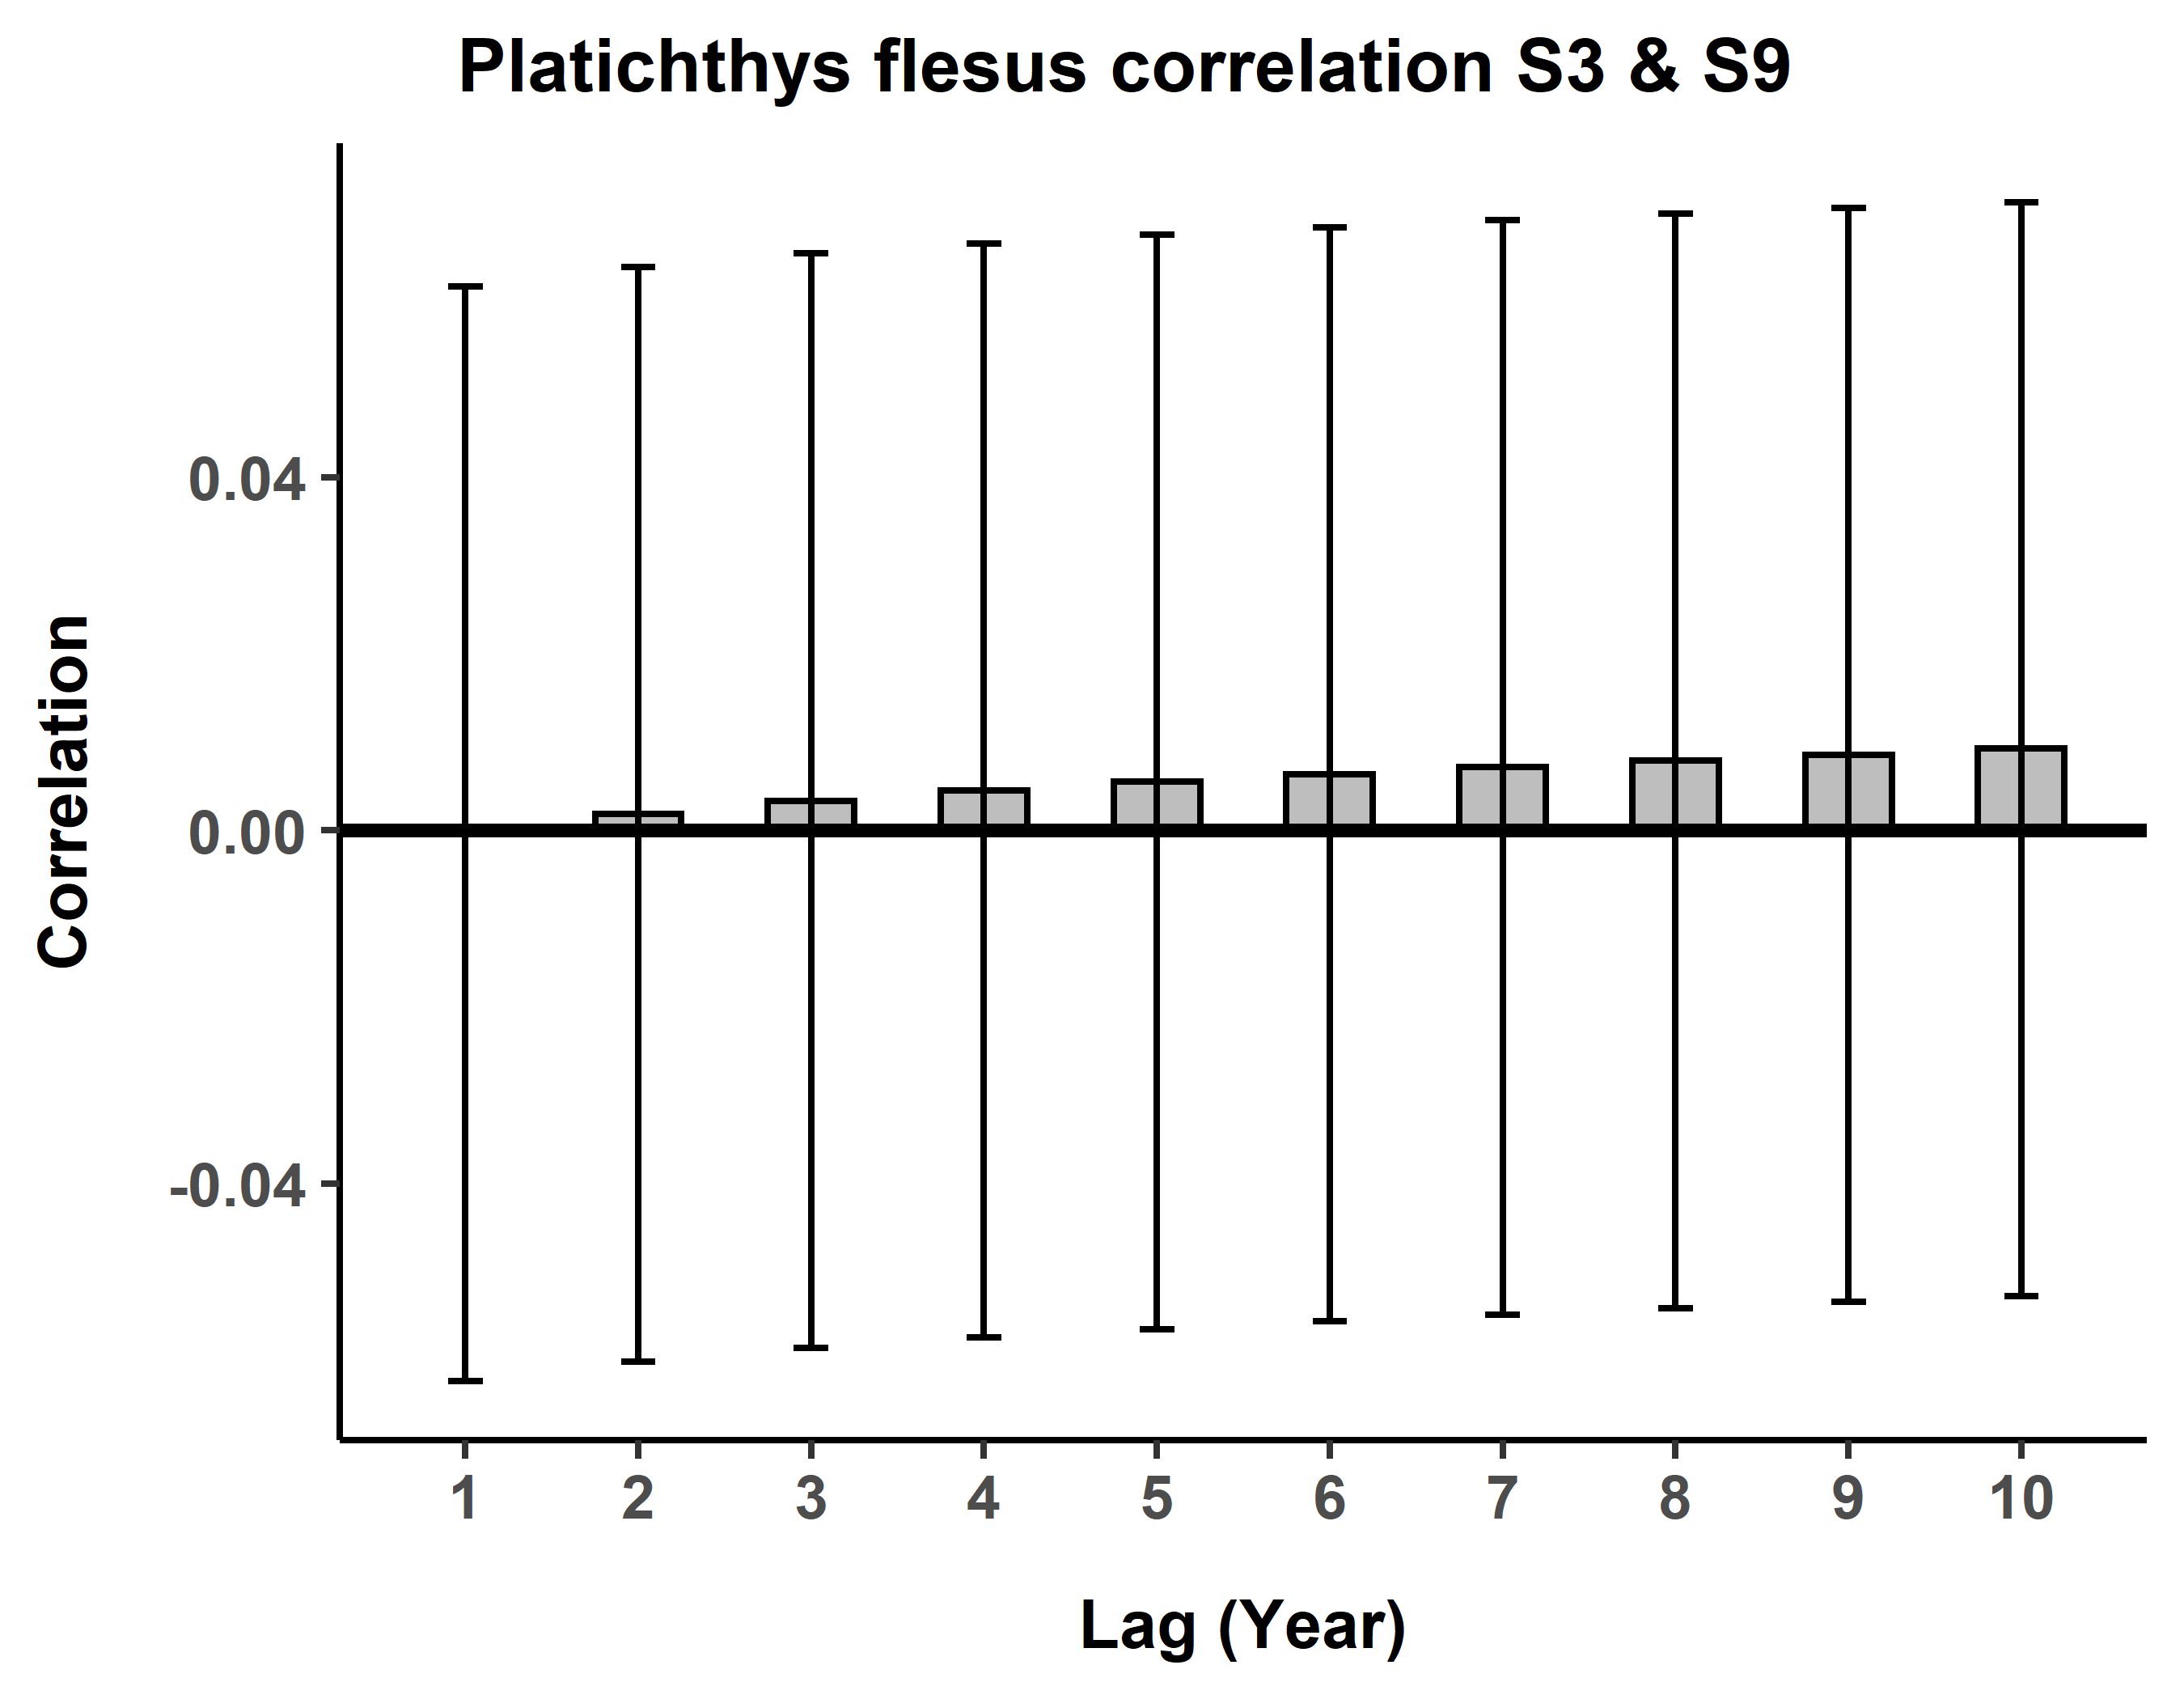 Platichthys flesus correlation S3 & S9
Correlation
0.04
0.00
-0.04
1 2 3 4 5 6 7 8 9 10
Lag (Year)